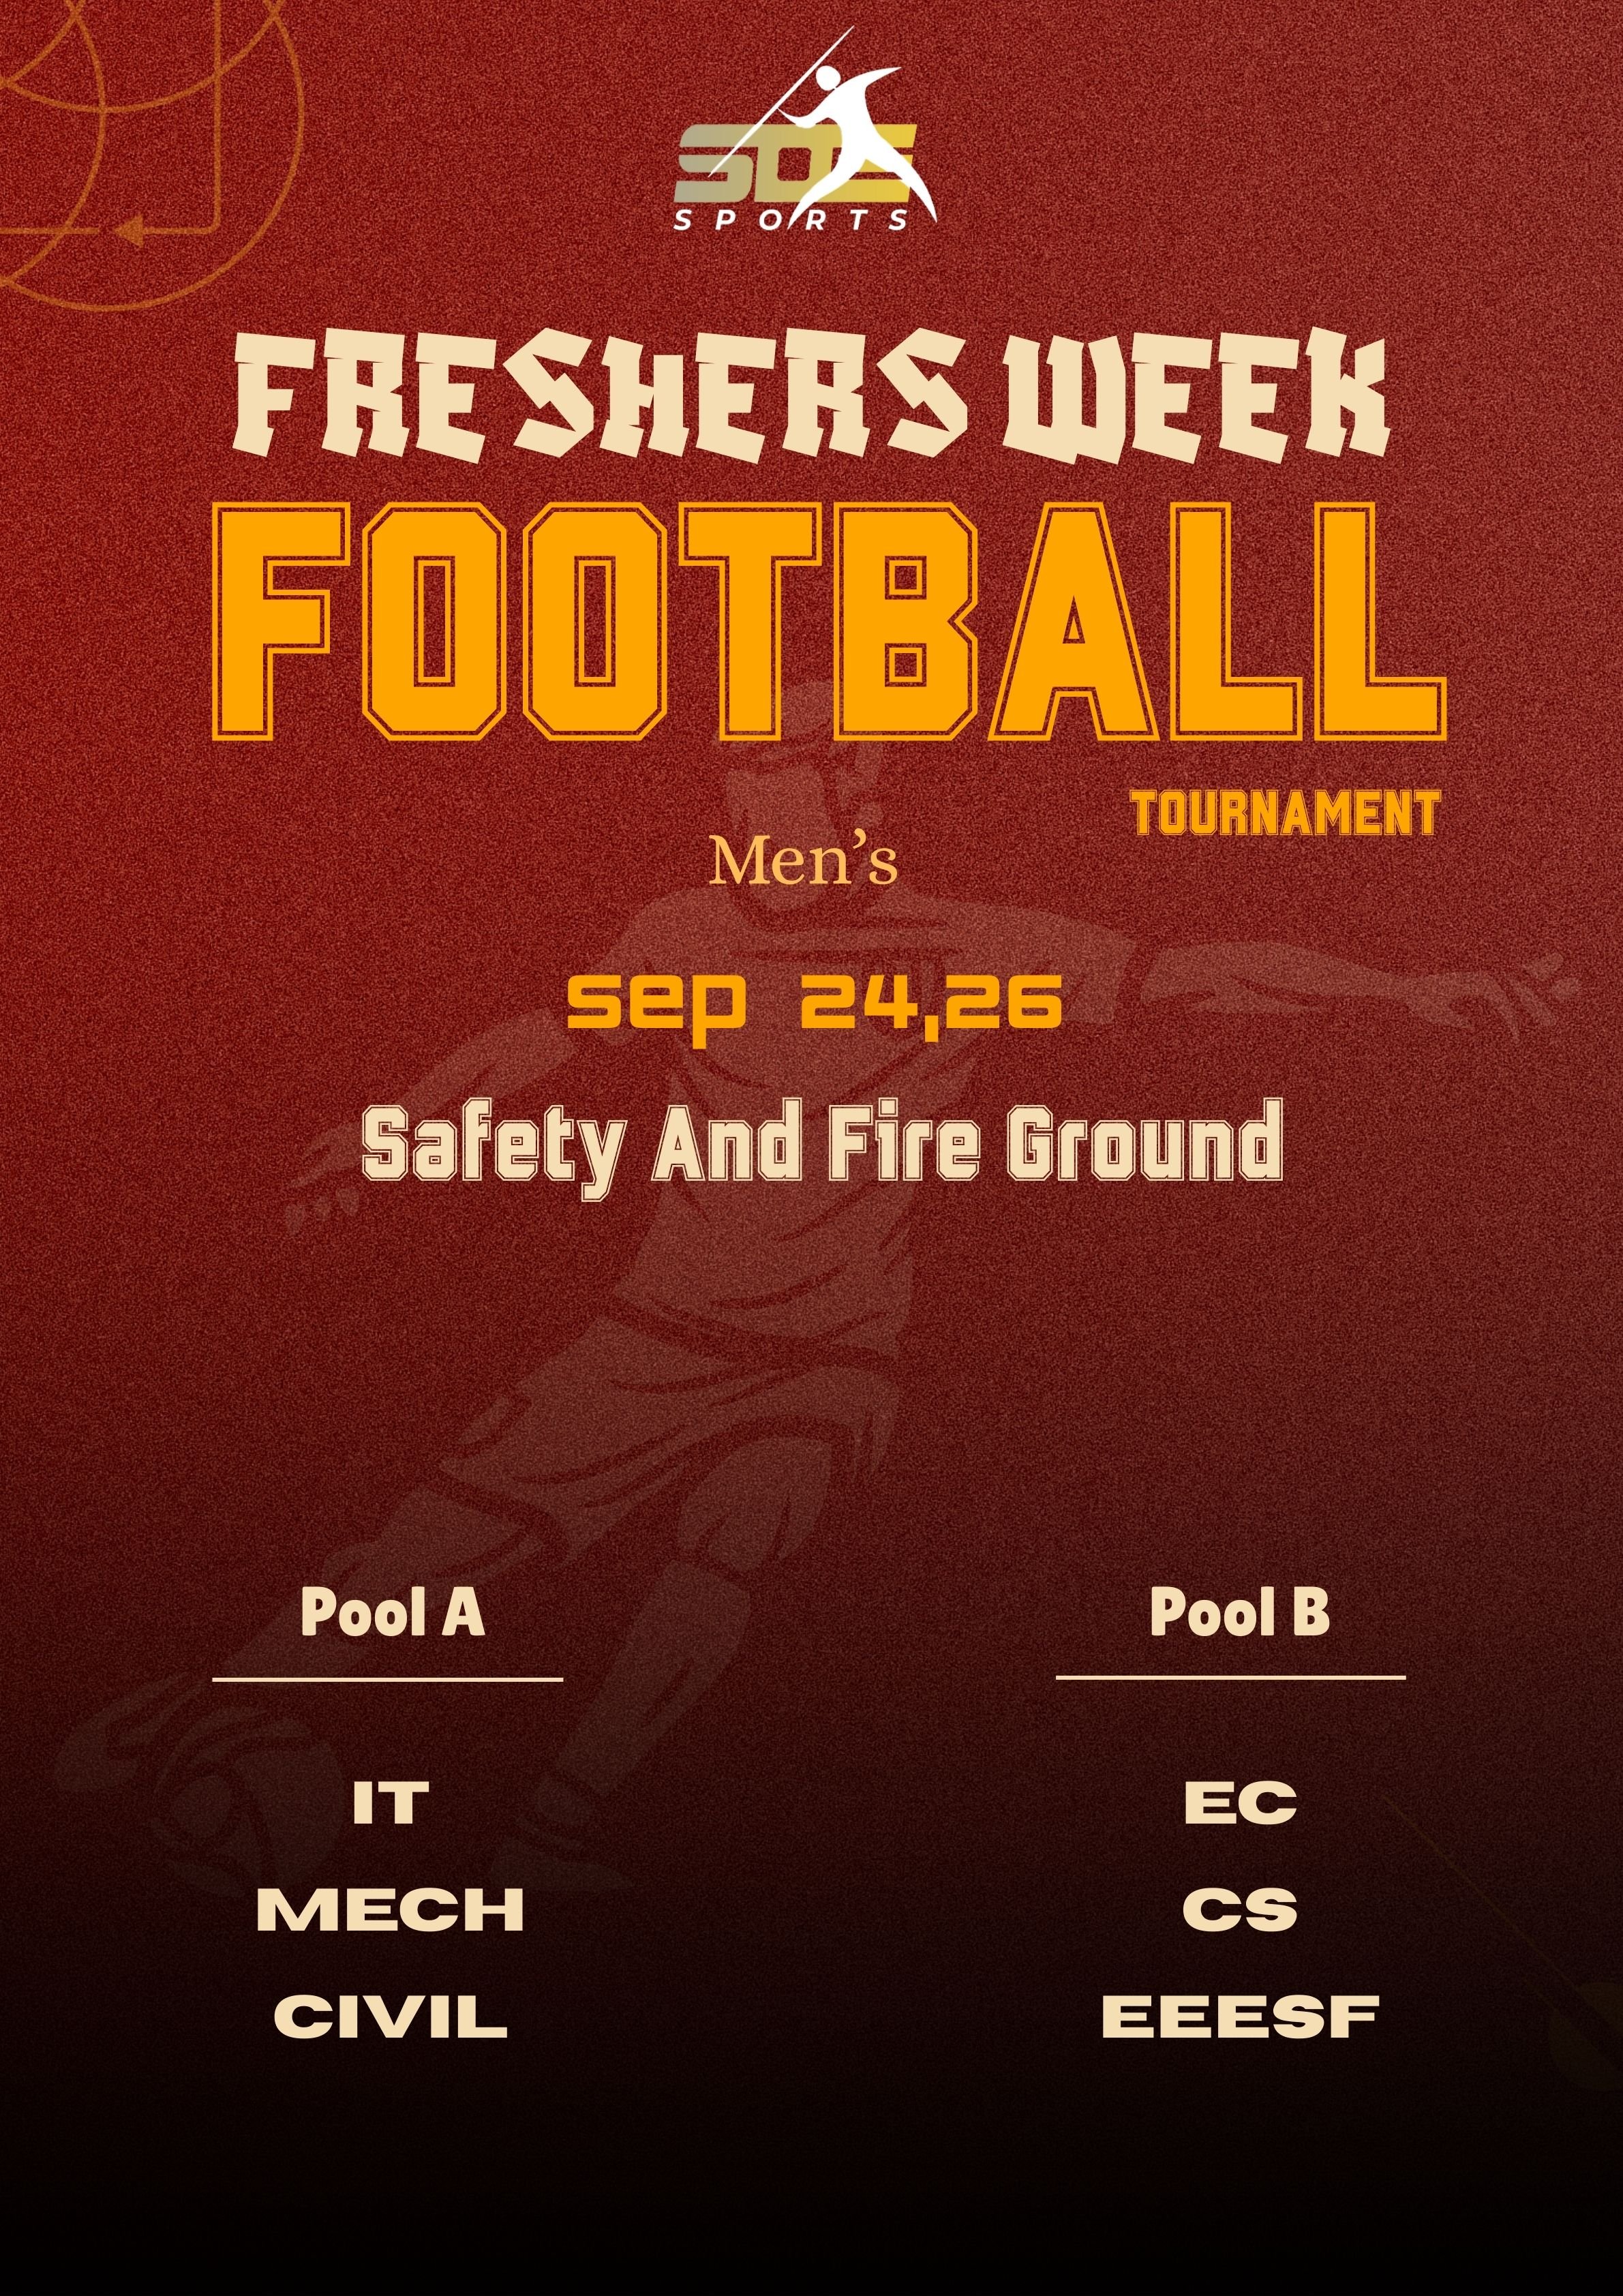 SOE
SPORTS
FRESHERS WEEK
FOOTBALL
TOURNAMENT
Men’s
sep 24,26
Safety And Fire Ground
Pool A
Pool B
IT
EC
MECH
CS
CIVIL
EEESF